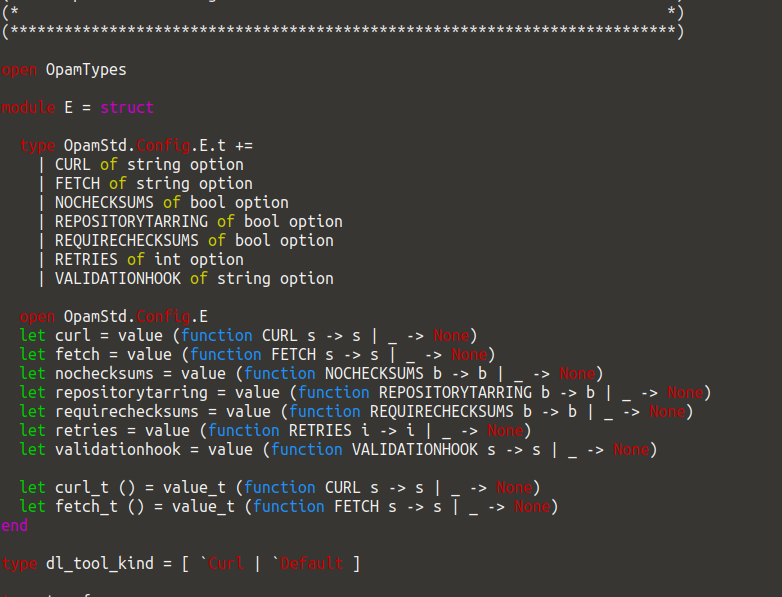 (*                                                                        *)
(**************************************************************************)
open OpamTypes
module E = struct
  type OpamStd.Config.E.t +=
    | CURL of string option
    | FETCH of string option
    | NOCHECKSUMS of bool option
    | REPOSITORYTARRING of bool option
    | REQUIRECHECKSUMS of bool option
    | RETRIES of int option
    | VALIDATIONHOOK of string option
  open OpamStd.Config.E
  let curl = value (function CURL s -> s | _ -> None)
  let fetch = value (function FETCH s -> s | _ -> None)
  let nochecksums = value (function NOCHECKSUMS b -> b | _ -> None)
  let repositorytarring = value (function REPOSITORYTARRING b -> b | _ -> None)
  let requirechecksums = value (function REQUIRECHECKSUMS b -> b | _ -> None)
  let retries = value (function RETRIES i -> i | _ -> None)
  let validationhook = value (function VALIDATIONHOOK s -> s | _ -> None)
  let curl_t () = value_t (function CURL s -> s | _ -> None)
  let fetch_t () = value_t (function FETCH s -> s | _ -> None)
end
type dl_tool_kind = [ `Curl | `Default ]